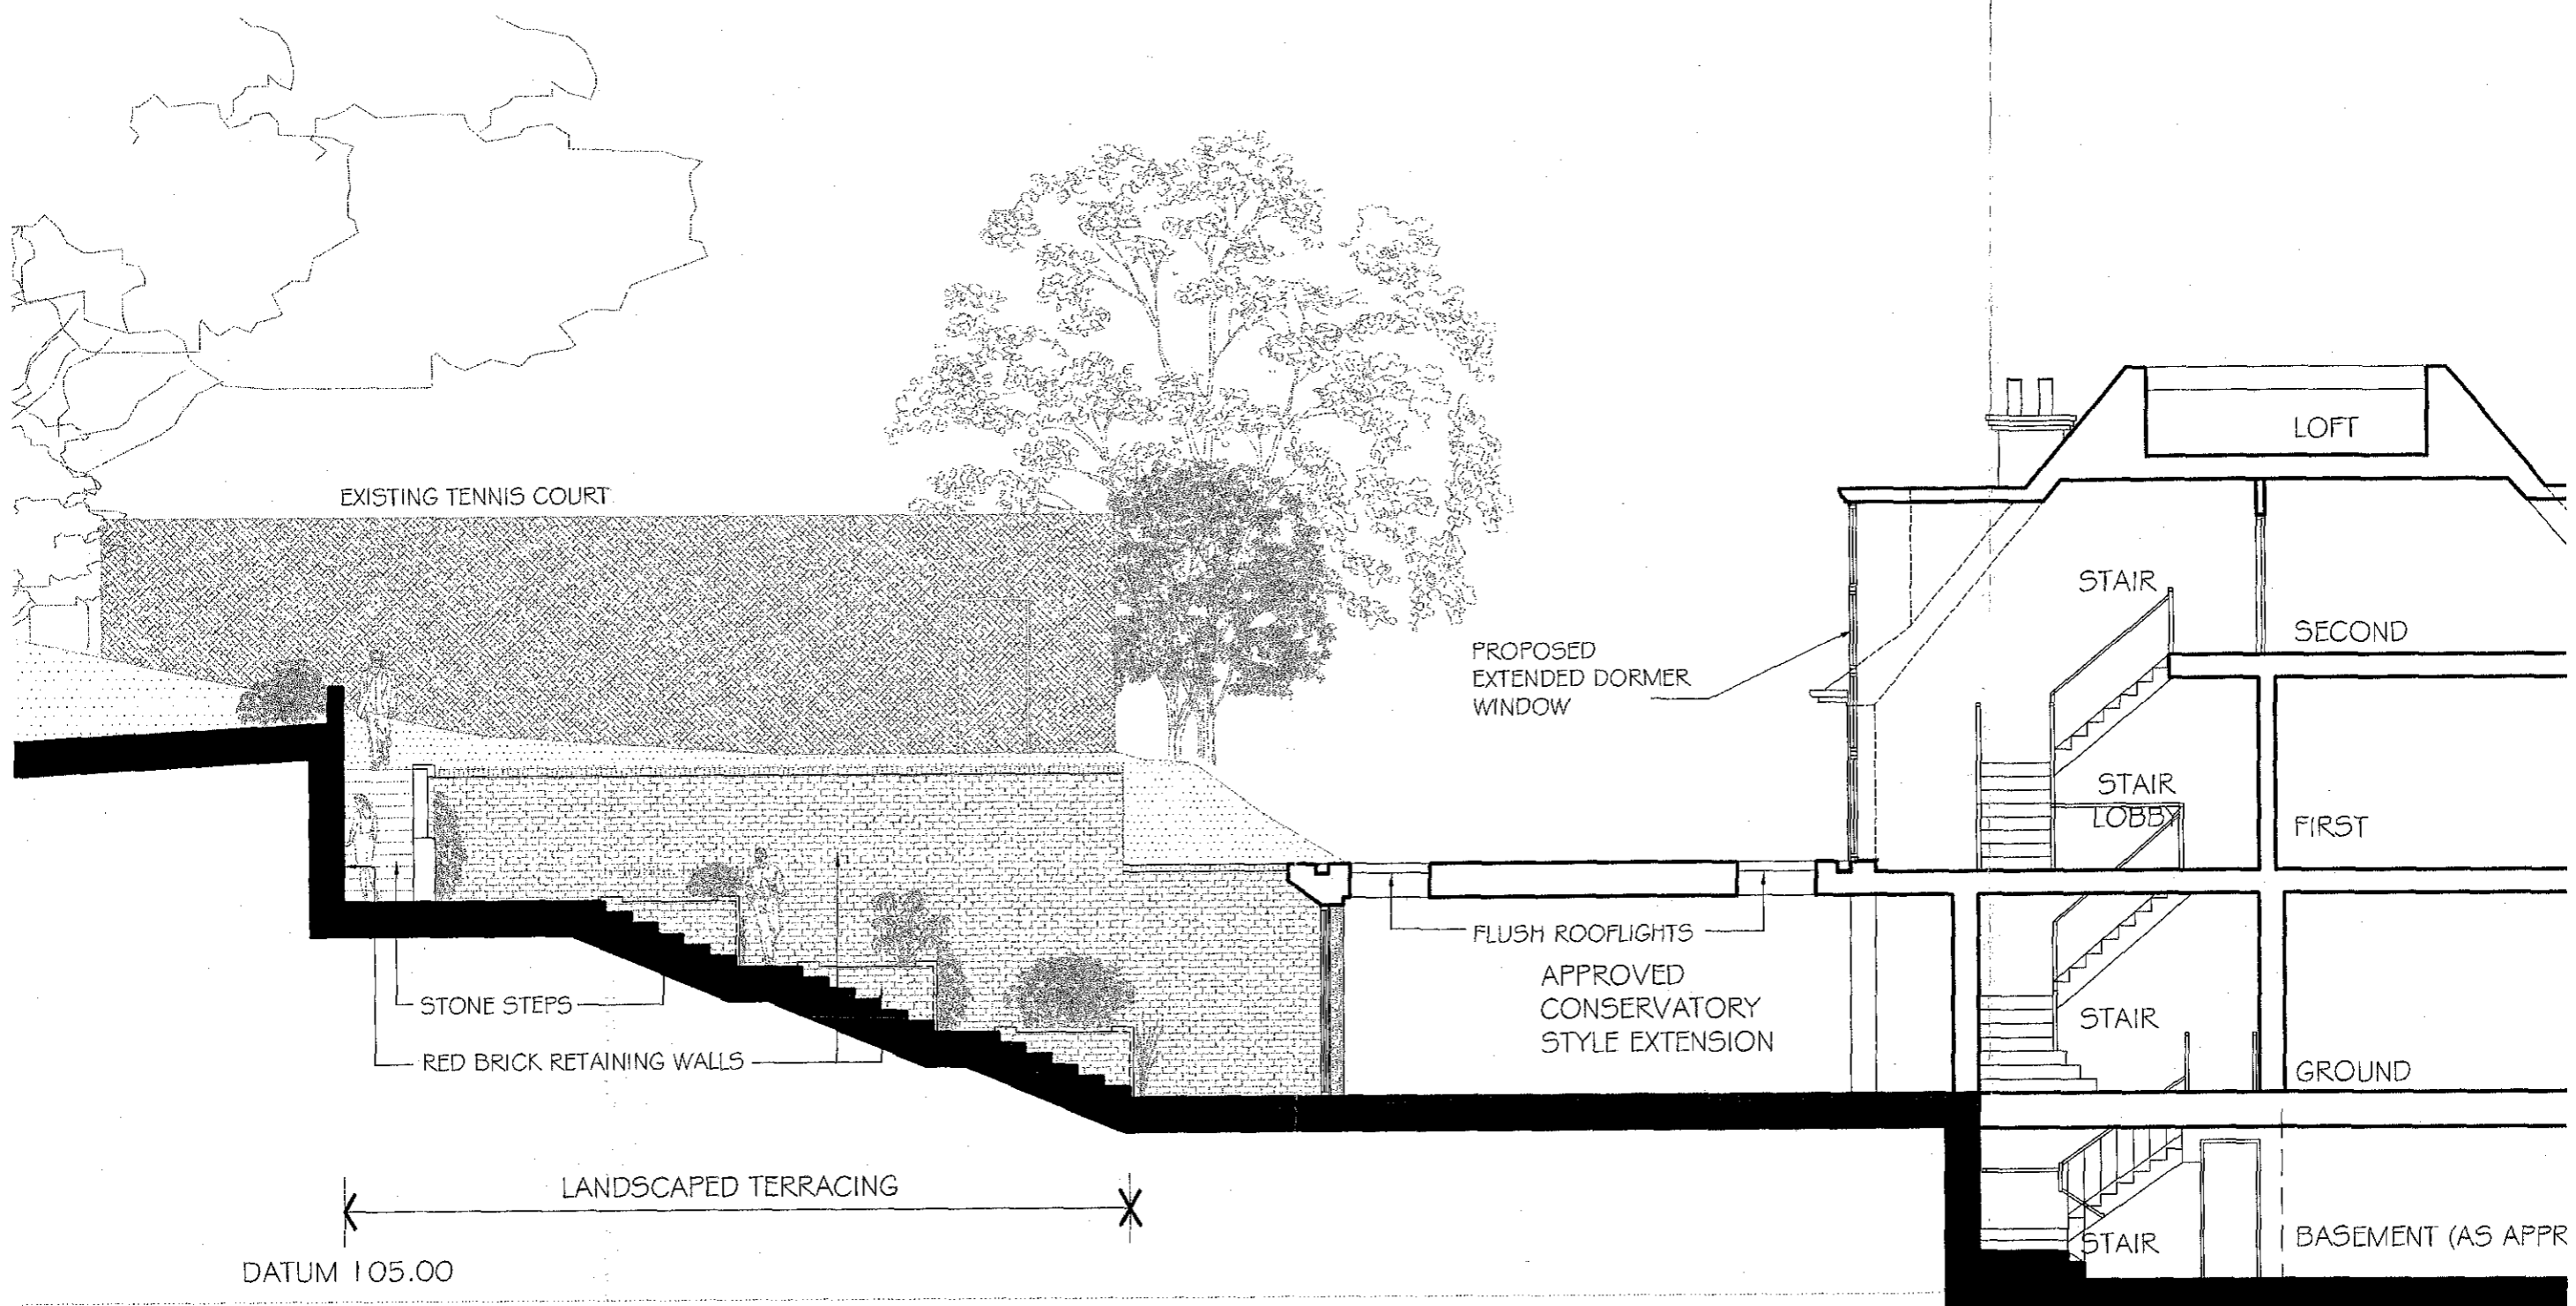 LOFT
EXISTING TENNIS COURT
STAIR
SECOND
PROPOSED
EXTENDED DORMER
WINDOW
STAIR
LOBBY
FIRST
FLUSH ROOFLIGHTS
APPROVED
CONSERVATORY
STYLE EXTENSION
STONE STEPS
STAIR
RED BRICK RETAINING WALLS
GROUND
LANDSCAPED TERRACING
STAIR
BASEMENT (AS APPR
DATUM 105.00